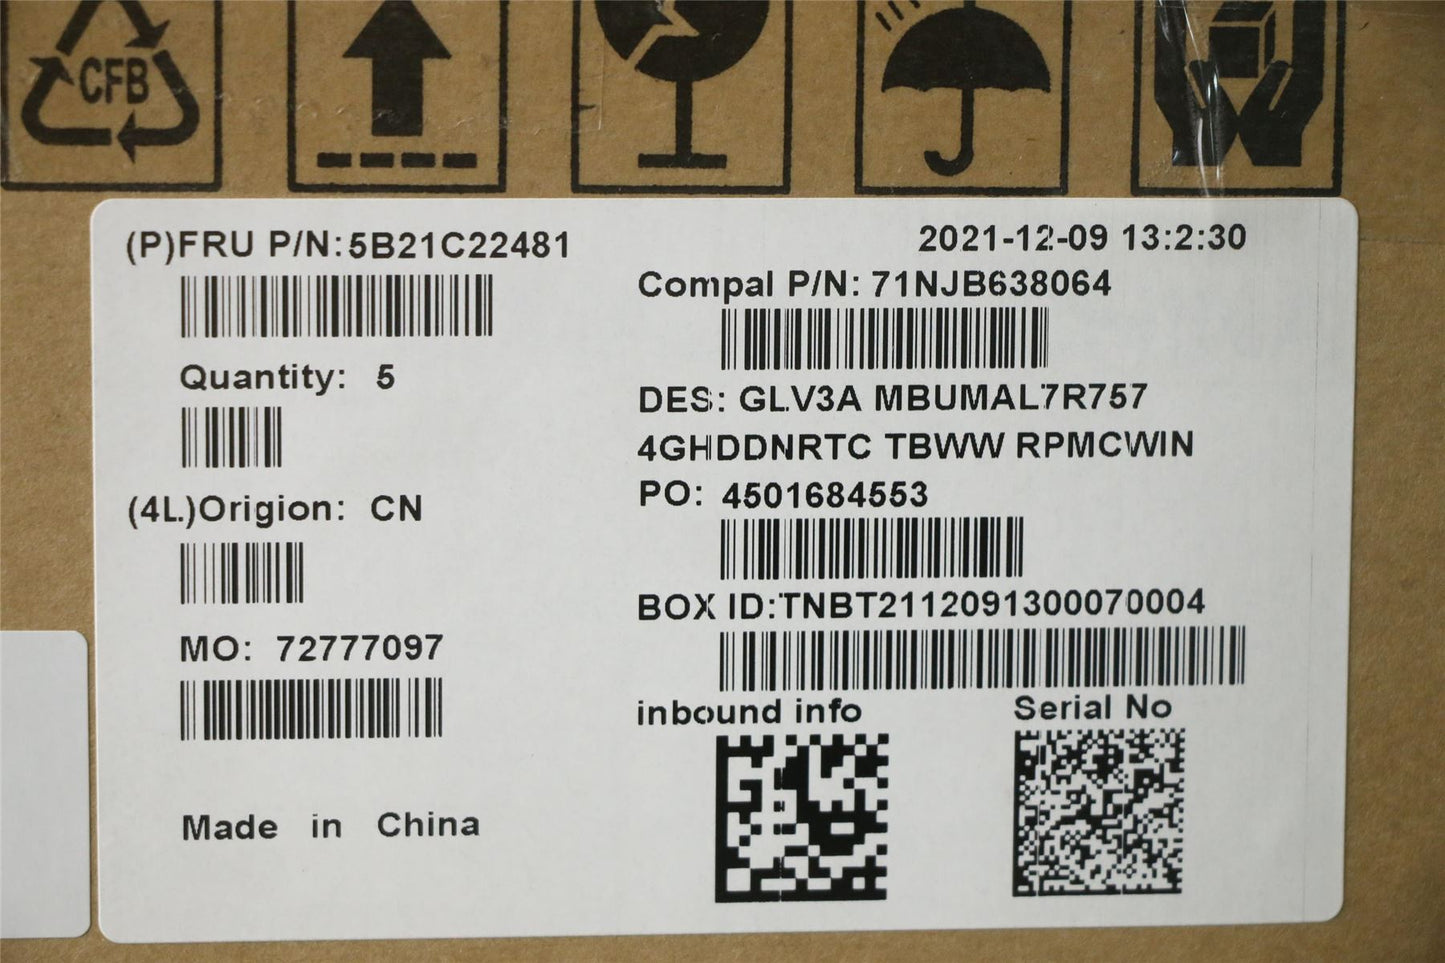 CFB
(P)FRU P/N:5B21C22481
2021-12-09 13:2:30
Compal P/N: 71NJB638064
Quantity: 5
DES: GLV3A MBUMAL7R757
4GHDDNRTC TBWW RPMCWIN
(4L)Origion: CN
PO: 4501684553
BOX ID:TNBT2112091300070004
MO: 72777097
inbound info
Serial No
Made in China